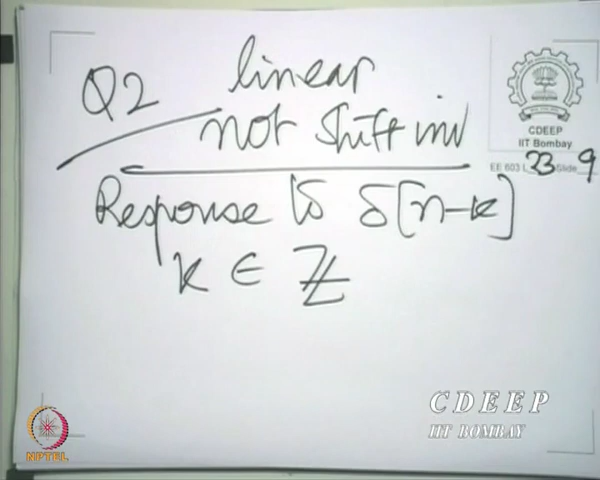 Q2 linear
not shift inv
Response to δ[n-k]
k ∈ ℤ
CDEEP
IIT Bombay
EE 603 L 23 Slide 9
NPTEL
CDEEP
IIT BOMBAY